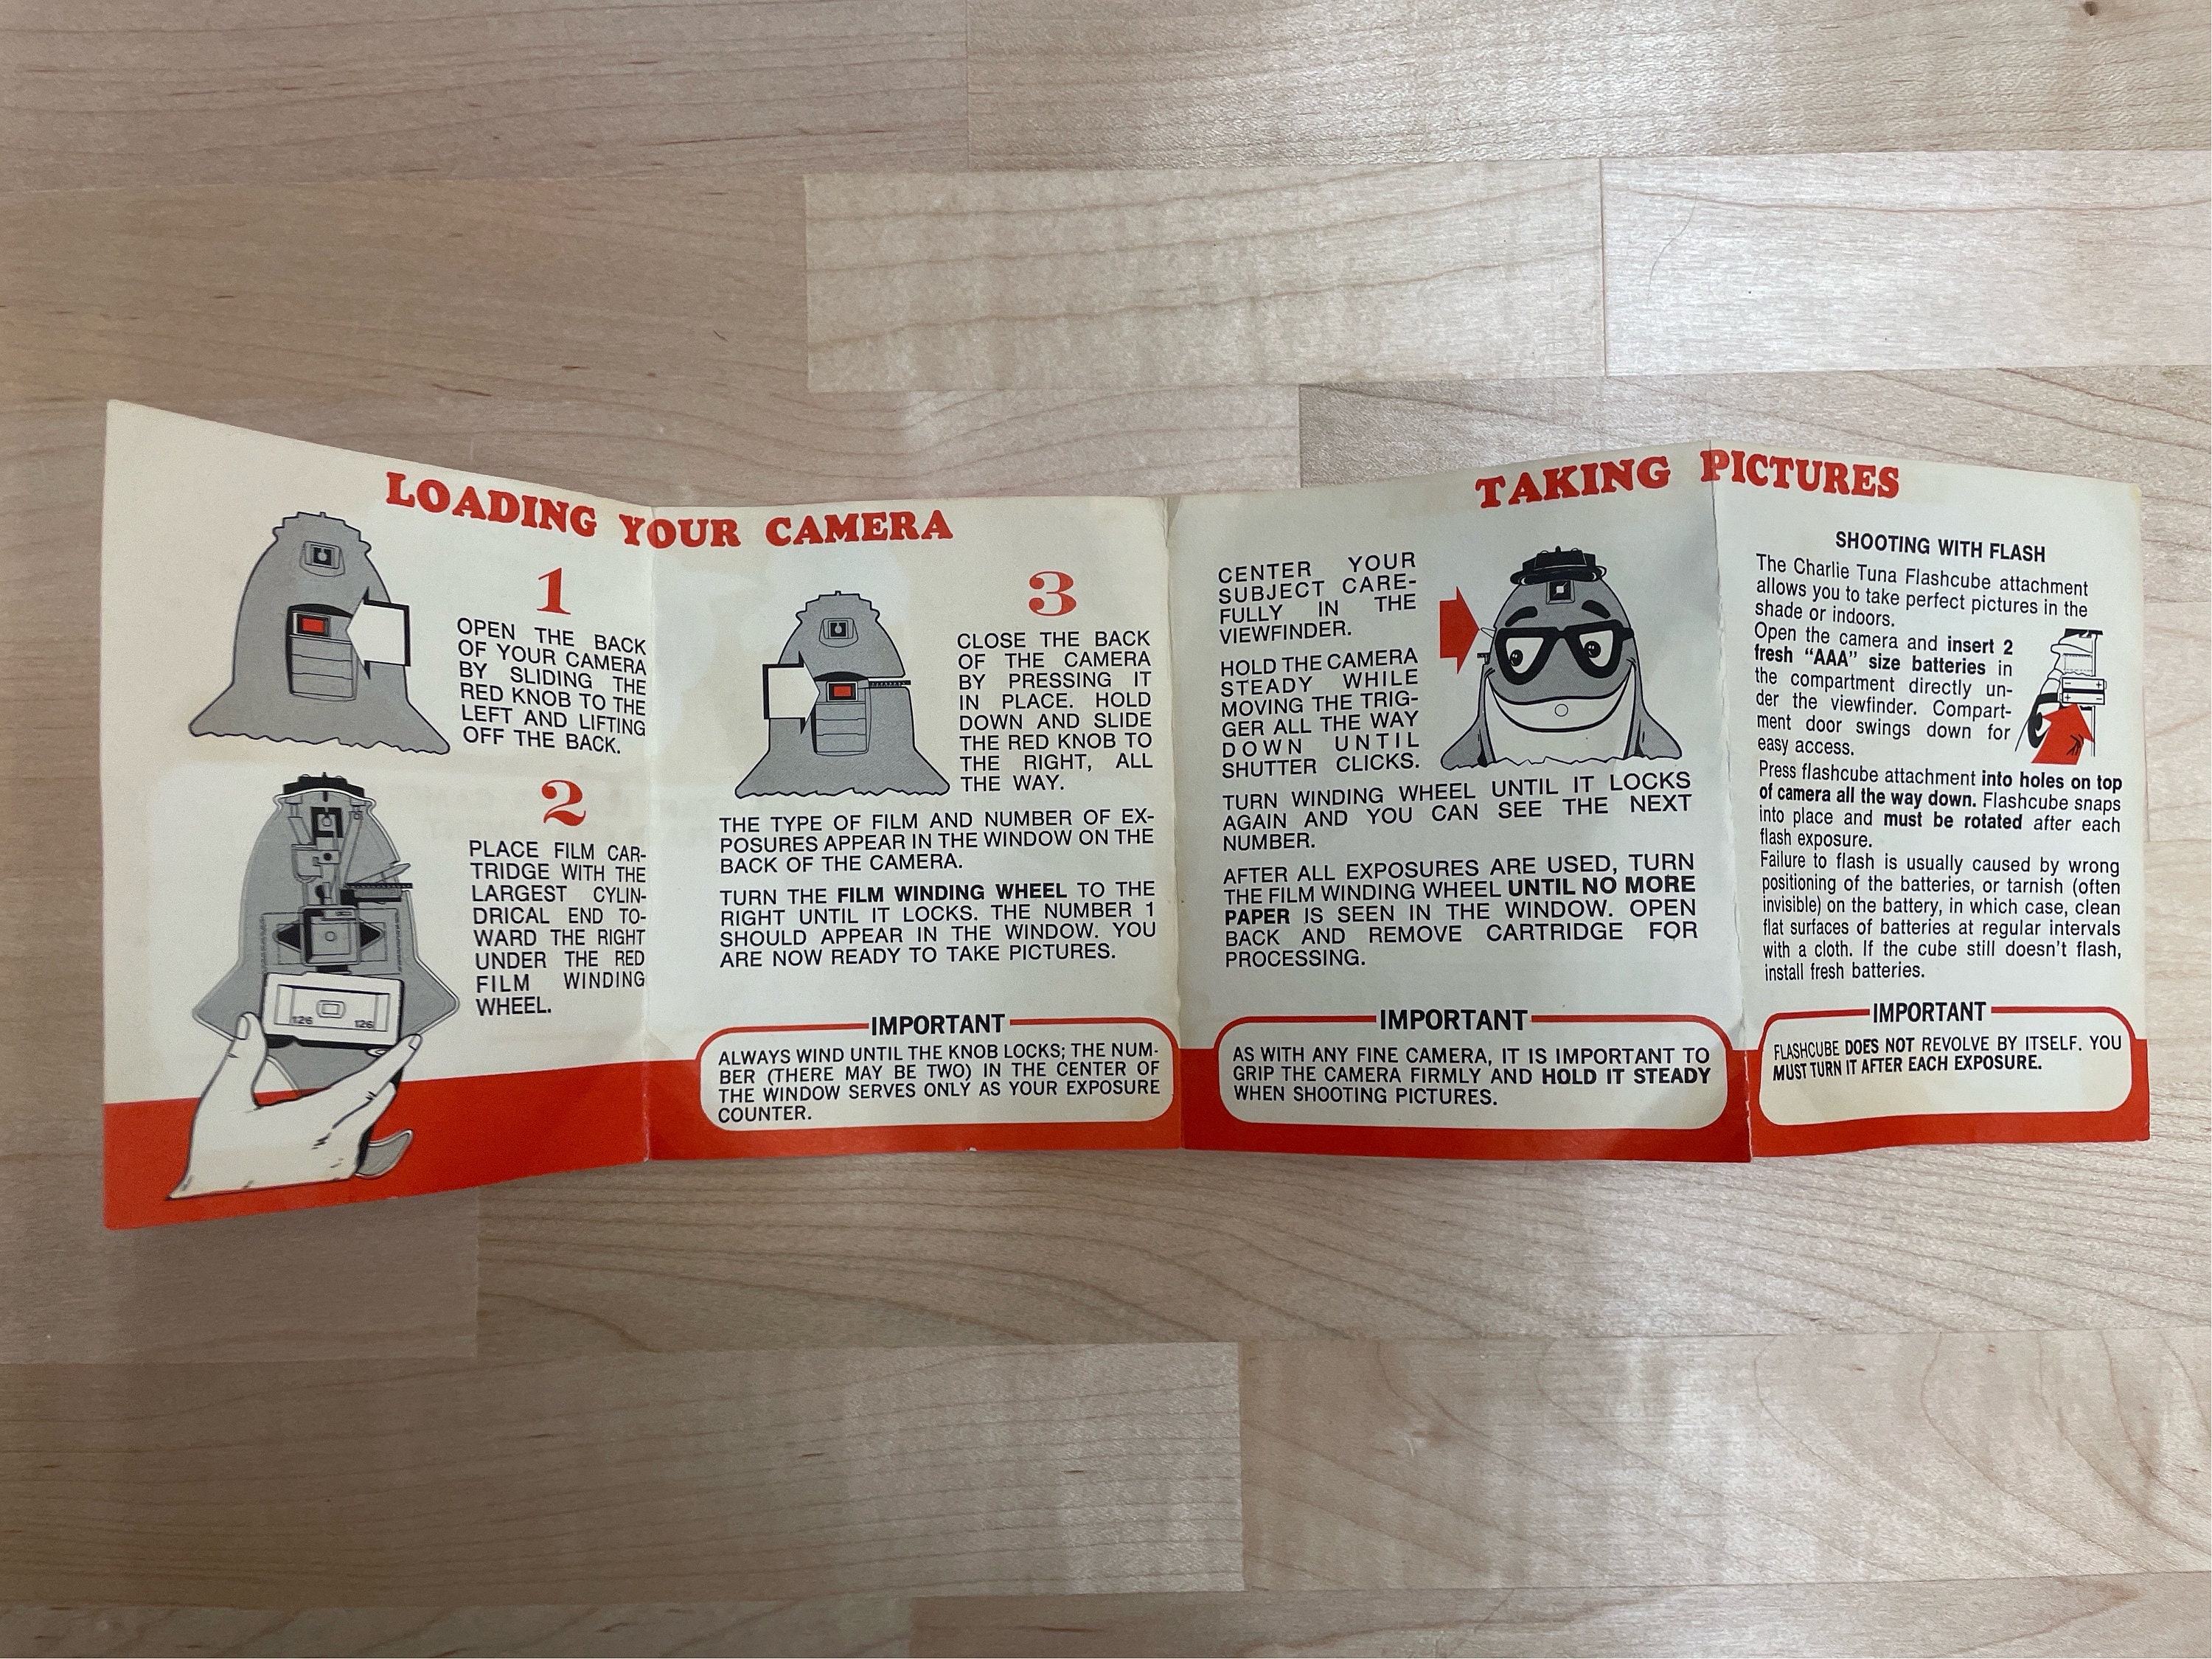 LOADING YOUR CAMERA
1
OPEN THE BACK
OF YOUR CAMERA
BY SLIDING THE
RED KNOB TO THE
LEFT AND LIFTING
OFF THE BACK.
2
PLACE FILM CAR-
TRIDGE WITH THE
LARGEST CYLIN-
DRICAL END TO-
WARD THE RIGHT
UNDER THE RED
FILM WINDING
WHEEL.
126 126
3
CLOSE THE BACK
OF THE CAMERA
BY PRESSING IT
IN PLACE. HOLD
DOWN AND SLIDE
THE RED KNOB TO
THE RIGHT, ALL
THE WAY.
THE TYPE OF FILM AND NUMBER OF EX-
POSURES APPEAR IN THE WINDOW ON THE
BACK OF THE CAMERA.
TURN THE FILM WINDING WHEEL TO THE
RIGHT UNTIL IT LOCKS. THE NUMBER 1
SHOULD APPEAR IN THE WINDOW. YOU
ARE NOW READY TO TAKE PICTURES.
IMPORTANT
ALWAYS WIND UNTIL THE KNOB LOCKS; THE NUM-
BER (THERE MAY BE TWO) IN THE CENTER OF
THE WINDOW SERVES ONLY AS YOUR EXPOSURE
COUNTER.
TAKING PICTURES
CENTER YOUR
SUBJECT CARE-
FULLY IN THE
VIEWFINDER.
HOLD THE CAMERA
STEADY WHILE
MOVING THE TRIG-
GER ALL THE WAY
DOWN UNTIL
SHUTTER CLICKS.
TURN WINDING WHEEL UNTIL IT LOCKS
AGAIN AND YOU CAN SEE THE NEXT
NUMBER.
AFTER ALL EXPOSURES ARE USED, TURN
THE FILM WINDING WHEEL UNTIL NO MORE
PAPER IS SEEN IN THE WINDOW. OPEN
BACK AND REMOVE CARTRIDGE FOR
PROCESSING.
IMPORTANT
AS WITH ANY FINE CAMERA, IT IS IMPORTANT TO
GRIP THE CAMERA FIRMLY AND HOLD IT STEADY
WHEN SHOOTING PICTURES.
SHOOTING WITH FLASH
The Charlie Tuna Flashcube attachment
allows you to take perfect pictures in the
shade or indoors.
Open the camera and insert 2
fresh "AAA" size batteries in
the compartment directly un-
der the viewfinder. Compart-
ment door swings down for
easy access.
Press flashcube attachment into holes on top
of camera all the way down. Flashcube snaps
into place and must be rotated after each
flash exposure.
Failure to flash is usually caused by wrong
positioning of the batteries, or tarnish (often
invisible) on the battery, in which case, clean
flat surfaces of batteries at regular intervals
with a cloth. If the cube still doesn't flash,
install fresh batteries.
IMPORTANT
FLASHCUBE DOES NOT REVOLVE BY ITSELF. YOU
MUST TURN IT AFTER EACH EXPOSURE.